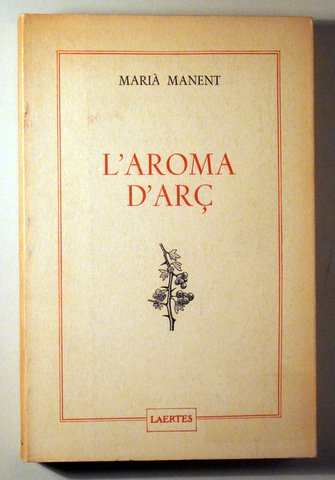 MARIÀ MANENT
L'AROMA
D'ARÇ
LAERTES